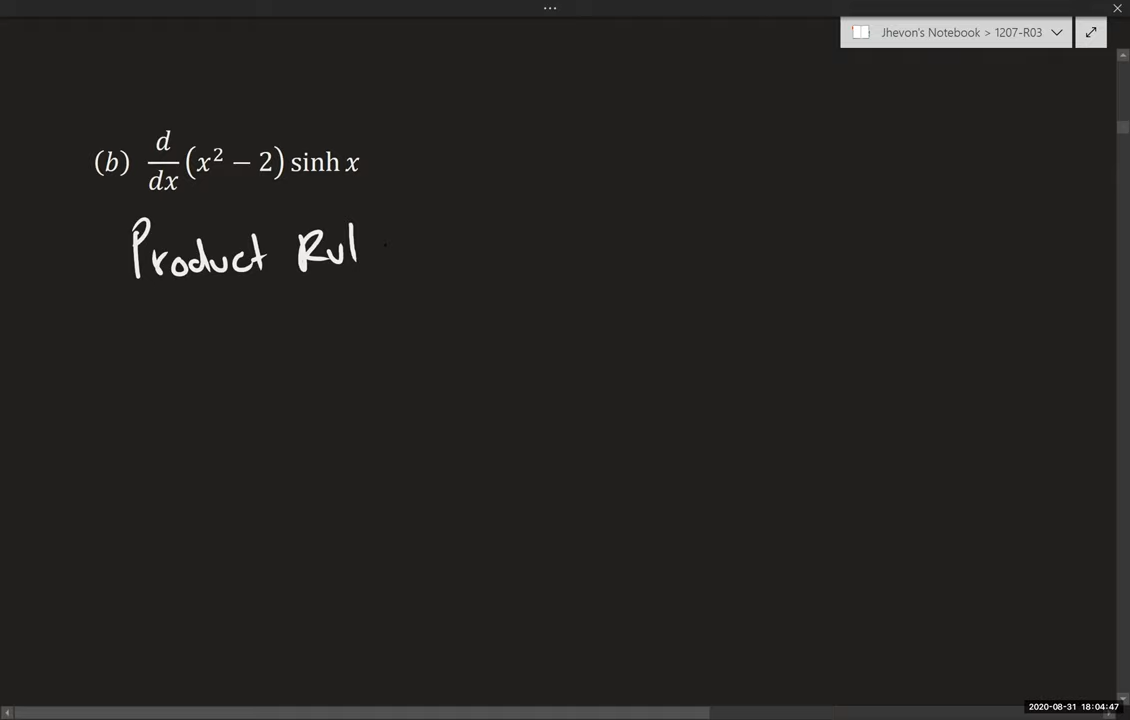 ...
Jhevon's Notebook > 1207-R03
(b) d/dx (x² − 2) sinh x
Product Rul
2020-08-31 18:04:47